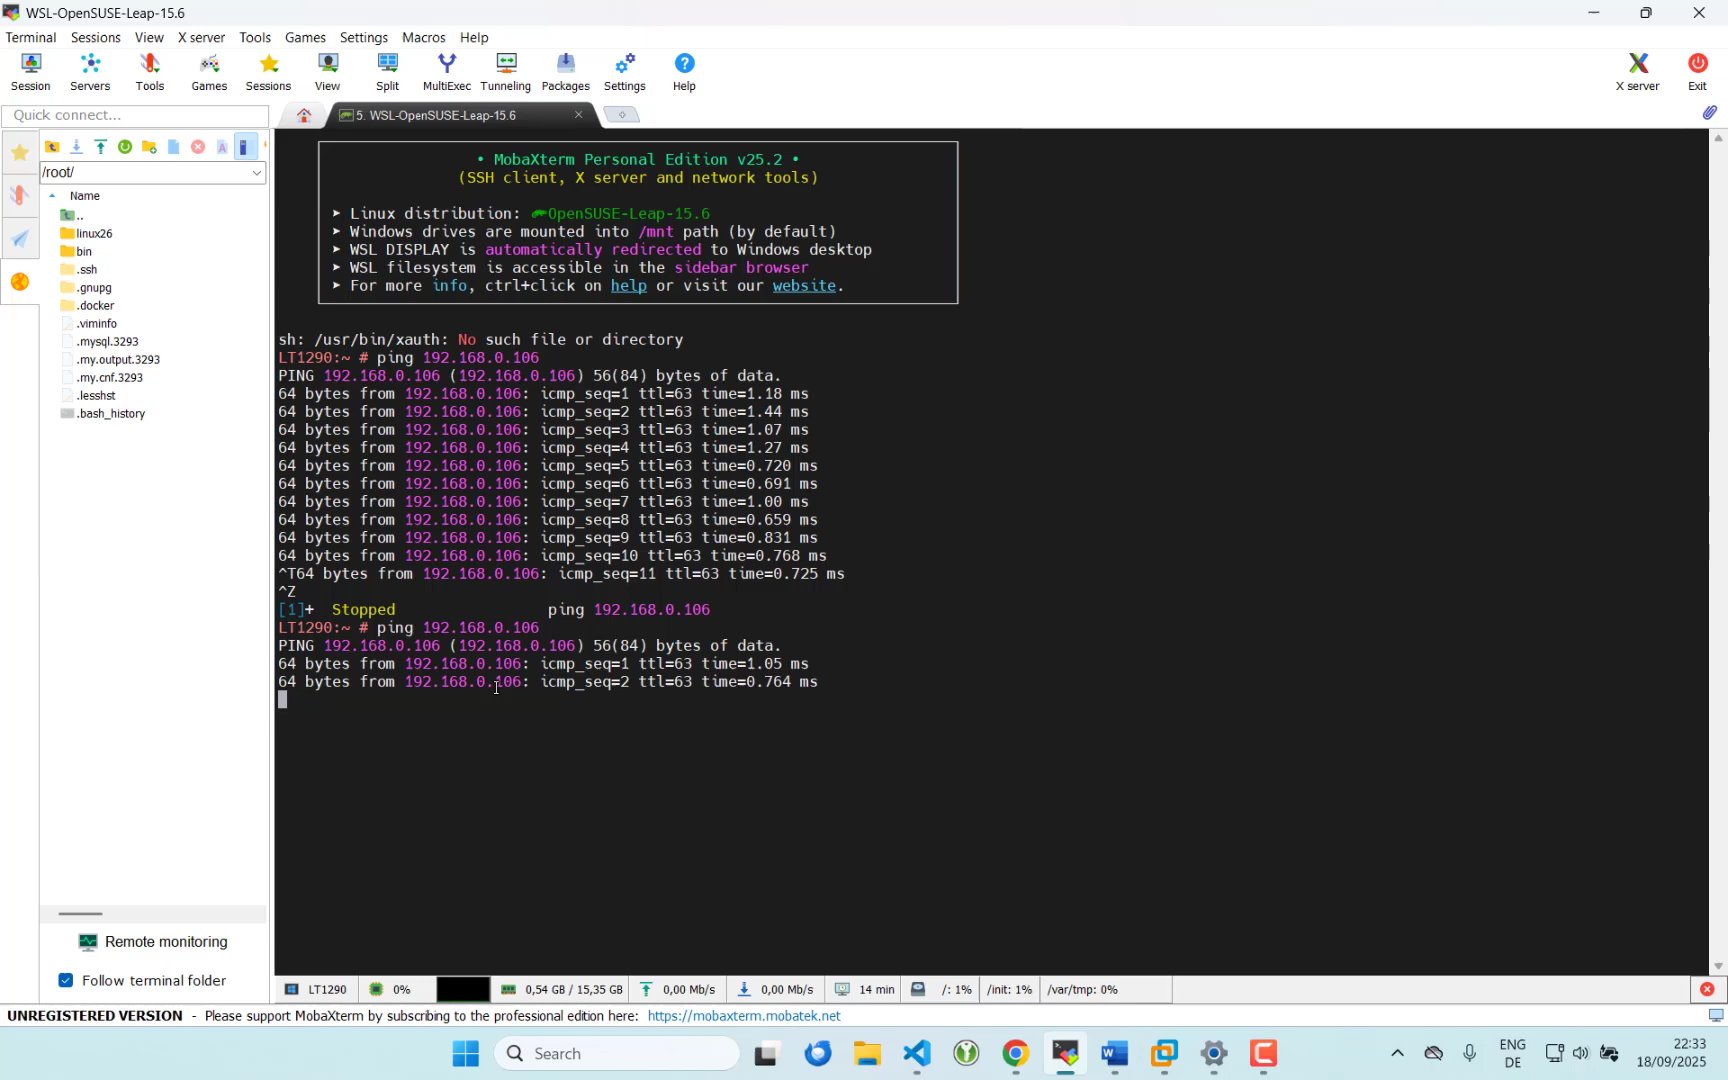 WSL-OpenSUSE-Leap-15.6
Terminal Sessions View X server Tools Games Settings Macros Help
Session Servers Tools Games Sessions View Split MultiExec Tunneling Packages Settings Help X server Exit
Quick connect...
5. WSL-OpenSUSE-Leap-15.6
/root/
Name
..
linux26
bin
.ssh
.gnupg
.docker
.viminfo
.mysql.3293
.my.output.3293
.my.cnf.3293
.lesshst
.bash_history
Remote monitoring
Follow terminal folder
• MobaXterm Personal Edition v25.2 •
(SSH client, X server and network tools)
➤ Linux distribution: OpenSUSE-Leap-15.6
➤ Windows drives are mounted into /mnt path (by default)
➤ WSL DISPLAY is automatically redirected to Windows desktop
➤ WSL filesystem is accessible in the sidebar browser
➤ For more info, ctrl+click on help or visit our website.
sh: /usr/bin/xauth: No such file or directory
LT1290:~ # ping 192.168.0.106
PING 192.168.0.106 (192.168.0.106) 56(84) bytes of data.
64 bytes from 192.168.0.106: icmp_seq=1 ttl=63 time=1.18 ms
64 bytes from 192.168.0.106: icmp_seq=2 ttl=63 time=1.44 ms
64 bytes from 192.168.0.106: icmp_seq=3 ttl=63 time=1.07 ms
64 bytes from 192.168.0.106: icmp_seq=4 ttl=63 time=1.27 ms
64 bytes from 192.168.0.106: icmp_seq=5 ttl=63 time=0.720 ms
64 bytes from 192.168.0.106: icmp_seq=6 ttl=63 time=0.691 ms
64 bytes from 192.168.0.106: icmp_seq=7 ttl=63 time=1.00 ms
64 bytes from 192.168.0.106: icmp_seq=8 ttl=63 time=0.659 ms
64 bytes from 192.168.0.106: icmp_seq=9 ttl=63 time=0.831 ms
64 bytes from 192.168.0.106: icmp_seq=10 ttl=63 time=0.768 ms
^T64 bytes from 192.168.0.106: icmp_seq=11 ttl=63 time=0.725 ms
^Z
[1]+ Stopped ping 192.168.0.106
LT1290:~ # ping 192.168.0.106
PING 192.168.0.106 (192.168.0.106) 56(84) bytes of data.
64 bytes from 192.168.0.106: icmp_seq=1 ttl=63 time=1.05 ms
64 bytes from 192.168.0.106: icmp_seq=2 ttl=63 time=0.764 ms
LT1290 0% 0,54 GB / 15,35 GB 0,00 Mb/s 0,00 Mb/s 14 min /: 1% /init: 1% /var/tmp: 0%
UNREGISTERED VERSION - Please support MobaXterm by subscribing to the professional edition here: https://mobaxterm.mobatek.net
Search
ENG
DE
22:33
18/09/2025